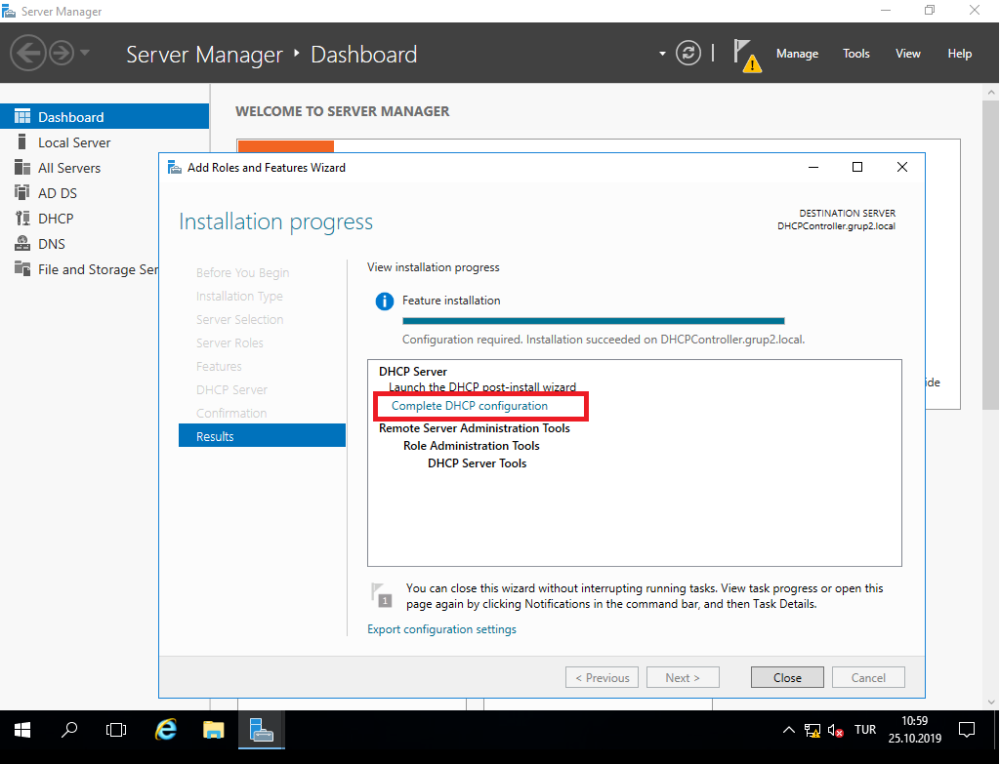 Server Manager
Server Manager ‣ Dashboard
Manage Tools View Help
Dashboard
Local Server
All Servers
AD DS
DHCP
DNS
File and Storage Ser
WELCOME TO SERVER MANAGER
Add Roles and Features Wizard
Installation progress
DESTINATION SERVER
DHCPController.grup2.local
Before You Begin
Installation Type
Server Selection
Server Roles
Features
DHCP Server
Confirmation
Results
View installation progress
Feature installation
Configuration required. Installation succeeded on DHCPController.grup2.local.
DHCP Server
Launch the DHCP post-install wizard
Complete DHCP configuration
Remote Server Administration Tools
Role Administration Tools
DHCP Server Tools
1
You can close this wizard without interrupting running tasks. View task progress or open this
page again by clicking Notifications in the command bar, and then Task Details.
Export configuration settings
< Previous
Next >
Close
Cancel
ide
TUR
10:59
25.10.2019